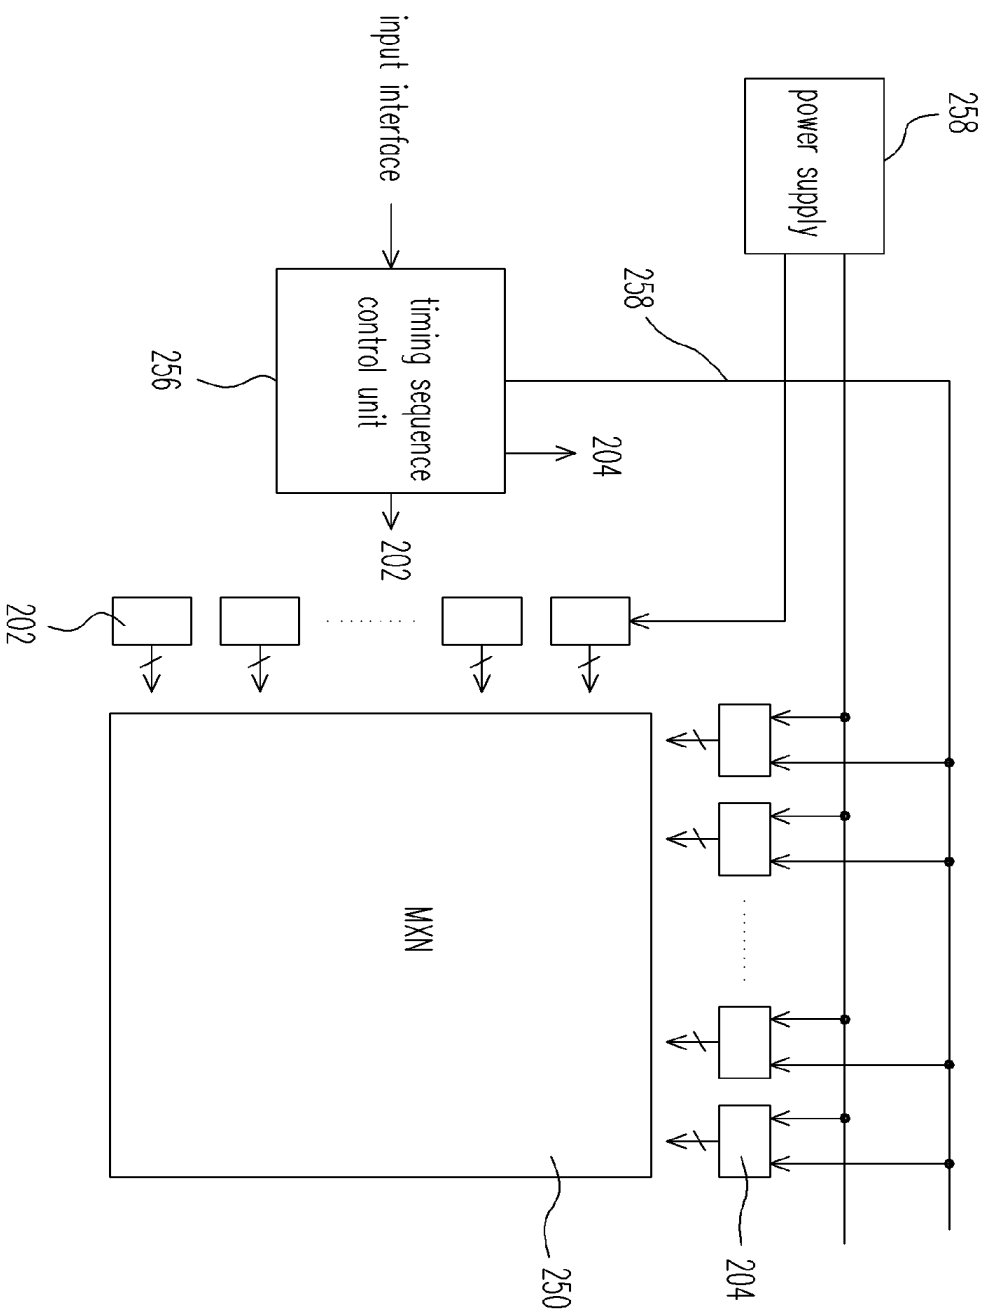 258
power supply
258
input interface
timing sequence
control unit
256
204
202
202
MXN
204
250